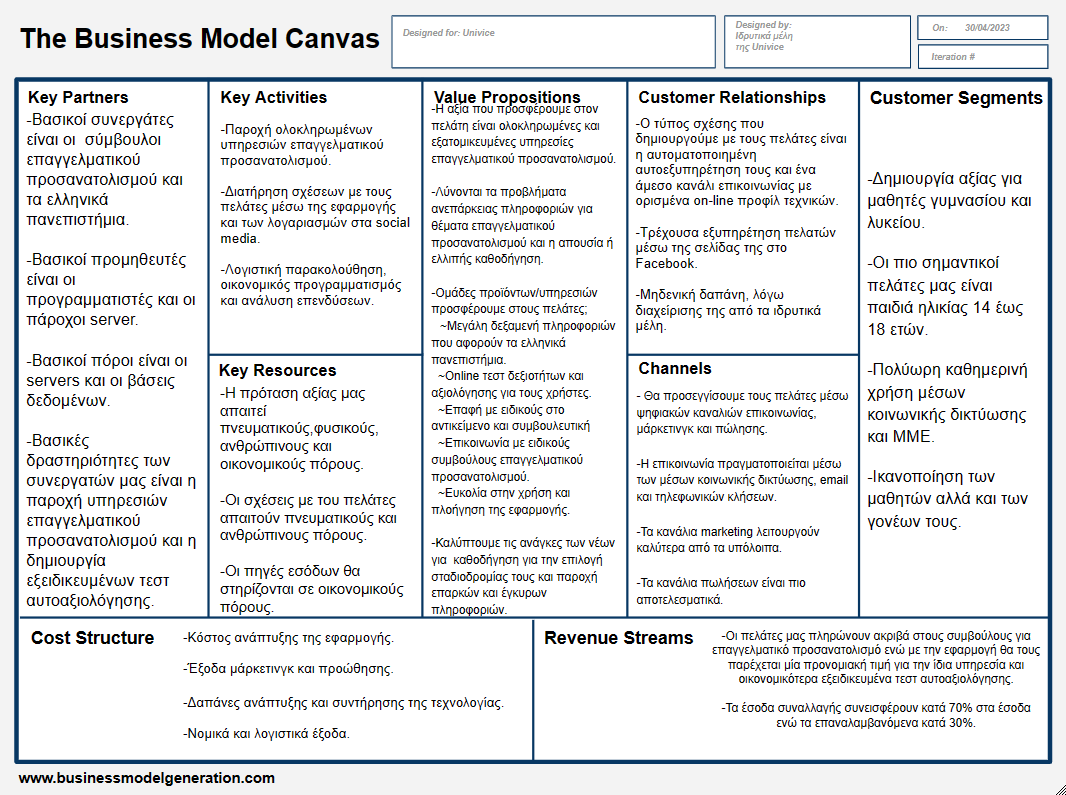 The Business Model Canvas
Designed for: Univice
Designed by:
Ιδρυτικά μέλη
της Univice
On: 30/04/2023
Iteration #
Key Partners
-Βασικοί συνεργάτες
είναι οι σύμβουλοι
επαγγελματικού
προσανατολισμού και
τα ελληνικά
πανεπιστήμια.
-Βασικοί προμηθευτές
είναι οι
προγραμματιστές και οι
πάροχοι server.
-Βασικοί πόροι είναι οι
servers και οι βάσεις
δεδομένων.
-Βασικές
δραστηριότητες των
συνεργατών μας είναι η
παροχή υπηρεσιών
επαγγελματικού
προσανατολισμού και η
δημιουργία
εξειδικευμένων τεστ
αυτοαξιολόγησης.
Key Activities
-Παροχή ολοκληρωμένων
υπηρεσιών επαγγελματικού
προσανατολισμού.
-Διατήρηση σχέσεων με τους
πελάτες μέσω της εφαρμογής
και των λογαριασμών στα social
media.
-Λογιστική παρακολούθηση,
οικονομικός προγραμματισμός
και ανάλυση επενδύσεων.
Key Resources
-Η πρόταση αξίας μας
απαιτεί
πνευματικούς,φυσικούς,
ανθρώπινους και
οικονομικούς πόρους.
-Οι σχέσεις με του πελάτες
απαιτούν πνευματικούς και
ανθρώπινους πόρους.
-Οι πηγές εσόδων θα
στηρίζονται σε οικονομικούς
πόρους.
Value Propositions
-Η αξία που προσφέρουμε στον
πελάτη είναι ολοκληρωμένες και
εξατομικευμένες υπηρεσίες
επαγγελματικού προσανατολισμού.
-Λύνονται τα προβλήματα
ανεπάρκειας πληροφοριών για
θέματα επαγγελματικού
προσανατολισμού και η απουσία ή
ελλιπής καθοδήγηση.
-Ομάδες προϊόντων/υπηρεσιών
προσφέρουμε στους πελάτες;
~Μεγάλη δεξαμενή πληροφοριών
που αφορούν τα ελληνικά
πανεπιστήμια.
~Online τεστ δεξιοτήτων και
αξιολόγησης για τους χρήστες.
~Επαφή με ειδικούς στο
αντικείμενο και συμβουλευτική
~Επικοινωνία με ειδικούς
συμβούλους επαγγελματικού
προσανατολισμού.
~Ευκολία στην χρήση και
πλοήγηση της εφαρμογής.
-Καλύπτουμε τις ανάγκες των νέων
για καθοδήγηση για την επιλογή
σταδιοδρομίας τους και παροχή
επαρκών και έγκυρων
πληροφοριών.
Customer Relationships
-Ο τύπος σχέσης που
δημιουργούμε με τους πελάτες είναι
η αυτοματοποιημένη
αυτοεξυπηρέτηση τους και ένα
άμεσο κανάλι επικοινωνίας με
ορισμένα on-line προφίλ τεχνικών.
-Τρέχουσα εξυπηρέτηση πελατών
μέσω της σελίδας της στο
Facebook.
-Μηδενική δαπάνη, λόγω
διαχείρισης της από τα ιδρυτικά
μέλη.
Channels
- Θα προσεγγίσουμε τους πελάτες μέσω
ψηφιακών καναλιών επικοινωνίας,
μάρκετινγκ και πώλησης.
-Η επικοινωνία πραγματοποιείται μέσω
των μέσων κοινωνικής δικτύωσης, email
και τηλεφωνικών κλήσεων.
-Τα κανάλια marketing λειτουργούν
καλύτερα από τα υπόλοιπα.
-Τα κανάλια πωλήσεων είναι πιο
αποτελεσματικά.
Customer Segments
-Δημιουργία αξίας για
μαθητές γυμνασίου και
λυκείου.
-Οι πιο σημαντικοί
πελάτες μας είναι
παιδιά ηλικίας 14 έως
18 ετών.
-Πολύωρη καθημερινή
χρήση μέσων
κοινωνικής δικτύωσης
και ΜΜΕ.
-Ικανοποίηση των
μαθητών αλλά και των
γονέων τους.
Cost Structure
-Κόστος ανάπτυξης της εφαρμογής.
-Έξοδα μάρκετινγκ και προώθησης.
-Δαπάνες ανάπτυξης και συντήρησης της τεχνολογίας.
-Νομικά και λογιστικά έξοδα.
Revenue Streams
-Οι πελάτες μας πληρώνουν ακριβά στους συμβούλους για
επαγγελματικό προσανατολισμό ενώ με την εφαρμογή θα τους
παρέχεται μία προνομιακή τιμή για την ίδια υπηρεσία και
οικονομικότερα εξειδικευμένα τεστ αυτοαξιολόγησης.
-Τα έσοδα συναλλαγής συνεισφέρουν κατά 70% στα έσοδα
ενώ τα επαναλαμβανόμενα κατά 30%.
www.businessmodelgeneration.com